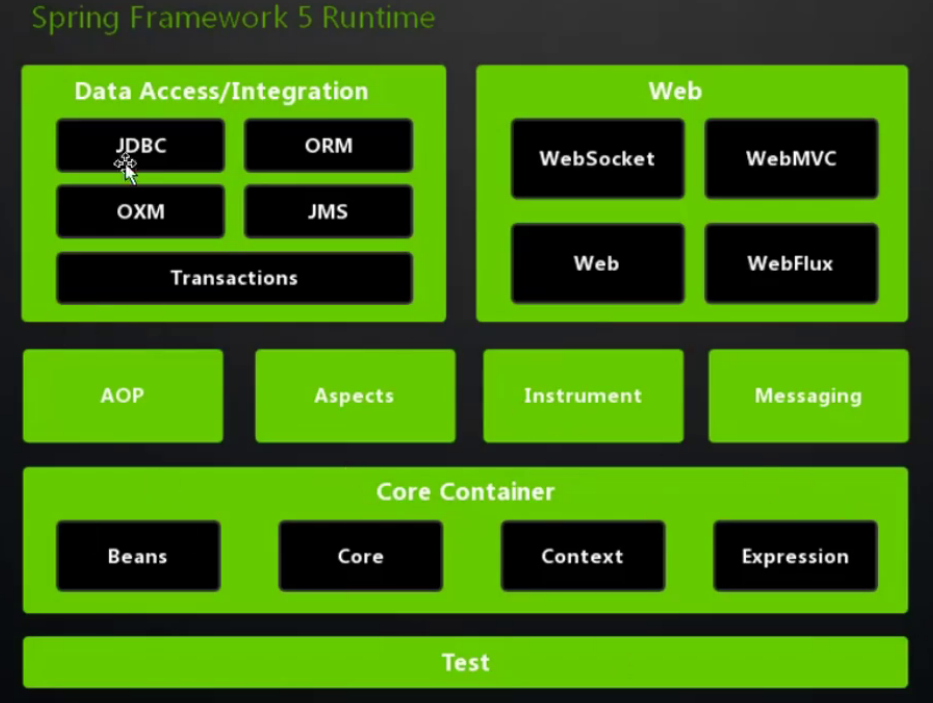 Spring Framework 5 Runtime
Data Access/Integration
JDBC
ORM
OXM
JMS
Transactions
Web
WebSocket
WebMVC
Web
WebFlux
AOP
Aspects
Instrument
Messaging
Core Container
Beans
Core
Context
Expression
Test